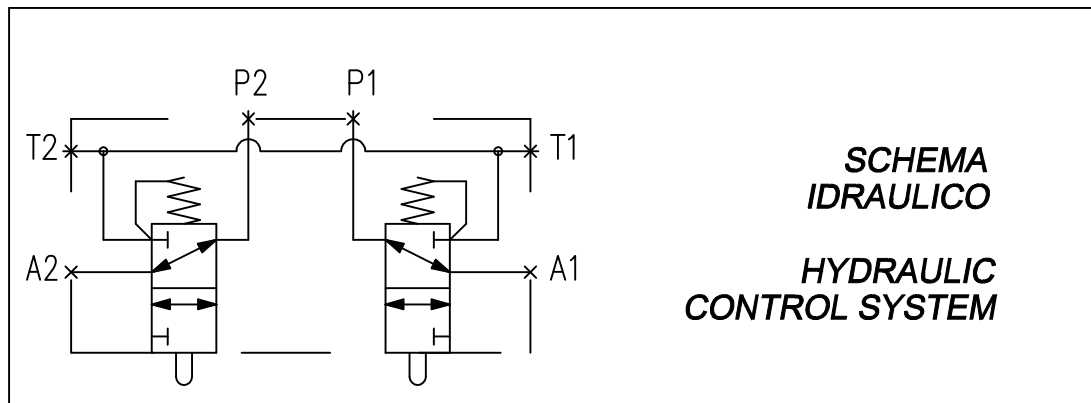 P2 P1
T2 T1
A2 A1
SCHEMA
IDRAULICO
HYDRAULIC
CONTROL SYSTEM